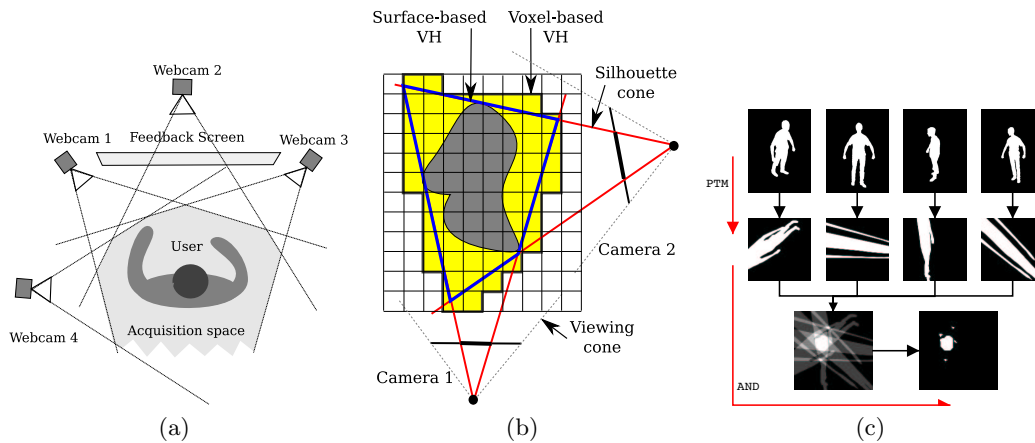 Webcam 2
Webcam 1
Feedback Screen
Webcam 3
User
Webcam 4
Acquisition space
(a)
Surface-based
VH
Voxel-based
VH
Silhouette
cone
Camera 2
Viewing
cone
Camera 1
(b)
PTM
AND
(c)